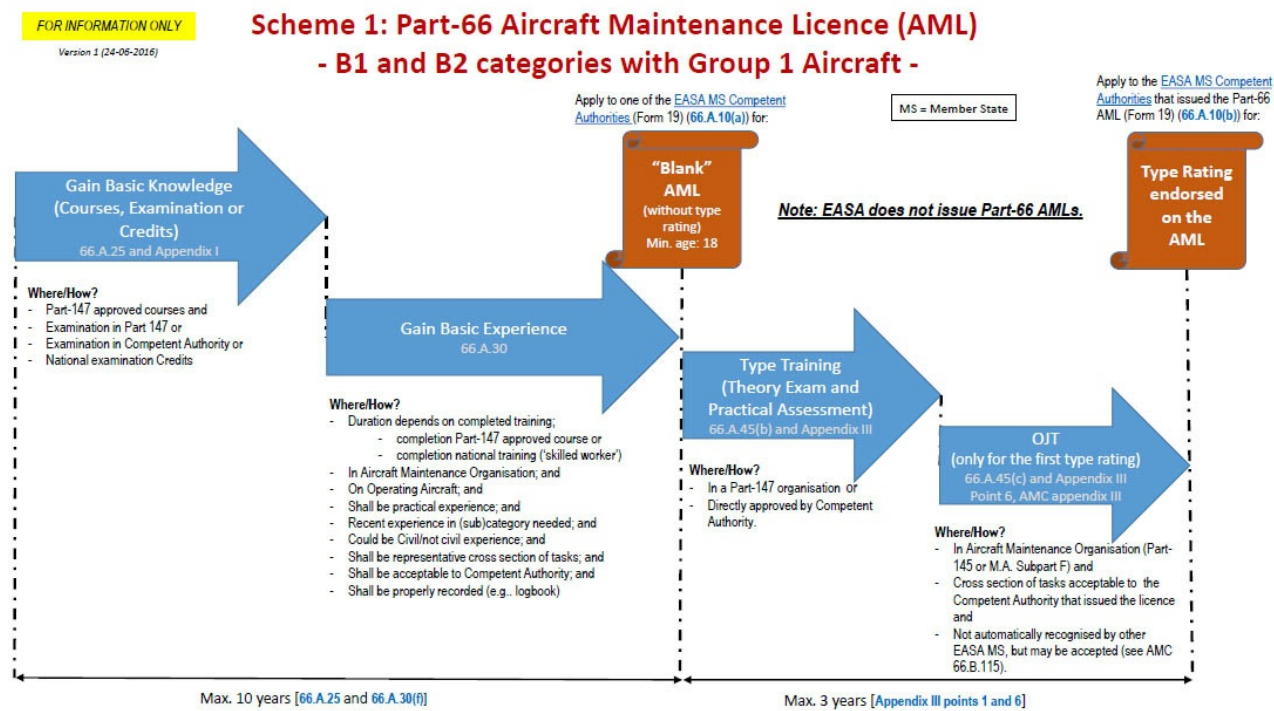 FOR INFORMATION ONLY
Version 1 (24-06-2016)
Scheme 1: Part-66 Aircraft Maintenance Licence (AML)
- B1 and B2 categories with Group 1 Aircraft -
Apply to one of the EASA MS Competent
Authorities (Form 19) (66.A.10(a)) for:
MS = Member State
Apply to the EASA MS Competent
Authorities that issued the Part-66
AML (Form 19) (66.A.10(b)) for:
"Blank"
AML
(without type
rating)
Min. age: 18
Note: EASA does not issue Part-66 AMLs.
Type Rating
endorsed
on the
AML
Gain Basic Knowledge
(Courses, Examination or
Credits)
66.A.25 and Appendix I
Where/How?
- Part-147 approved courses and
- Examination in Part 147 or
- Examination in Competent Authority or
- National examination Credits
Gain Basic Experience
66.A.30
Where/How?
- Duration depends on completed training;
- completion Part-147 approved course or
- completion national training ('skilled worker')
- In Aircraft Maintenance Organisation; and
- On Operating Aircraft; and
- Shall be practical experience; and
- Recent experience in (sub)category needed; and
- Could be Civil/not civil experience; and
- Shall be representative cross section of tasks; and
- Shall be acceptable to Competent Authority; and
- Shall be properly recorded (e.g.. logbook)
Type Training
(Theory Exam and
Practical Assessment)
66.A.45(b) and Appendix III
Where/How?
- In a Part-147 organisation or
- Directly approved by Competent
Authority.
OJT
(only for the first type rating)
66.A.45(c) and Appendix III
Point 6, AMC appendix III
Where/How?
- In Aircraft Maintenance Organisation (Part-
145 or M.A. Subpart F) and
- Cross section of tasks acceptable to the
Competent Authority that issued the licence
and
- Not automatically recognised by other
EASA MS, but may be accepted (see AMC
66.B.115).
Max. 10 years [66.A.25 and 66.A.30(f)]
Max. 3 years [Appendix III points 1 and 6]